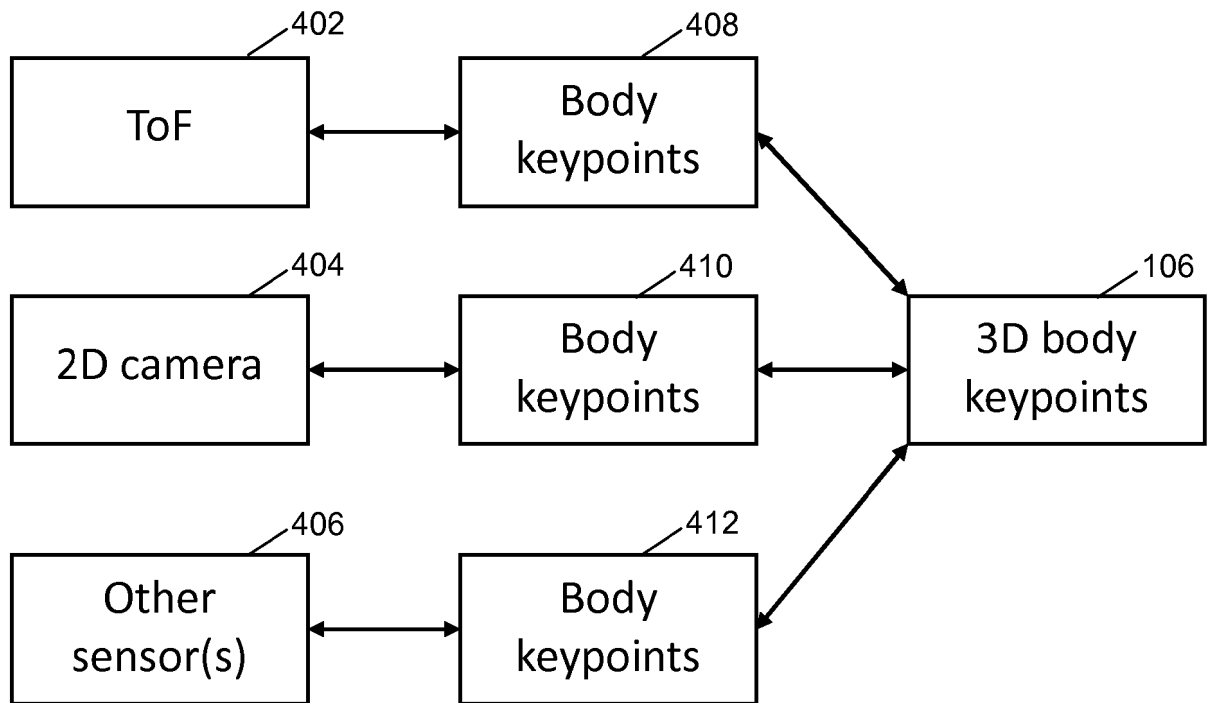 402
408
ToF
Body
keypoints
404
410
106
2D camera
Body
keypoints
3D body
keypoints
406
412
Other
sensor(s)
Body
keypoints